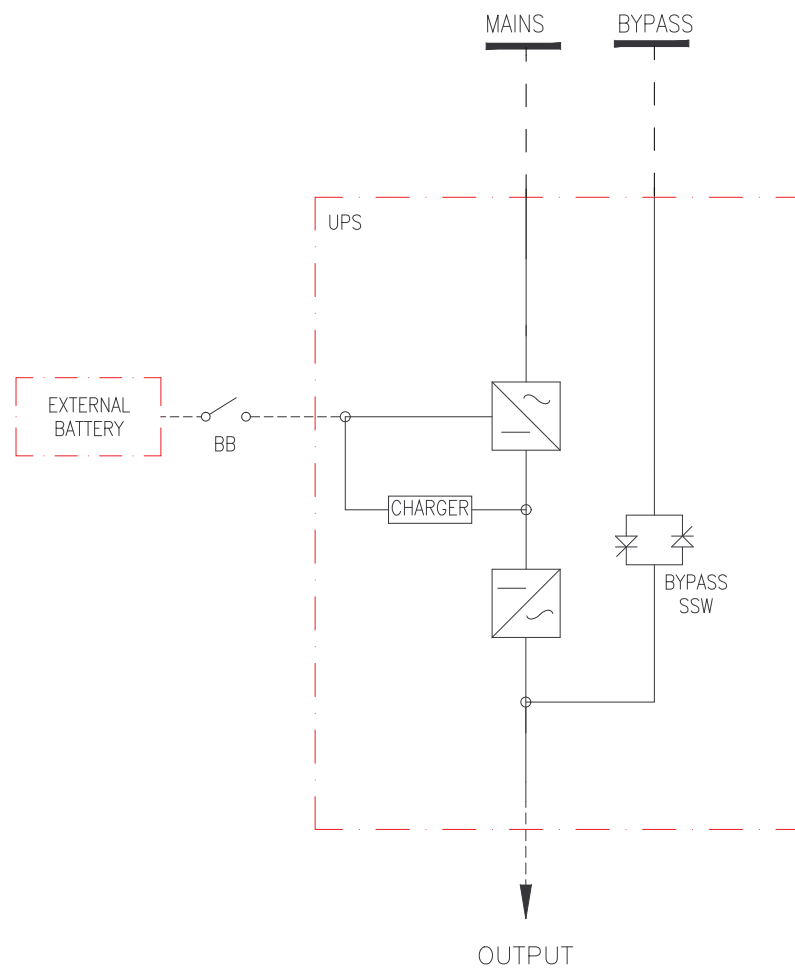 MAINS
BYPASS
UPS
EXTERNAL
BATTERY
BB
CHARGER
BYPASS
SSW
OUTPUT